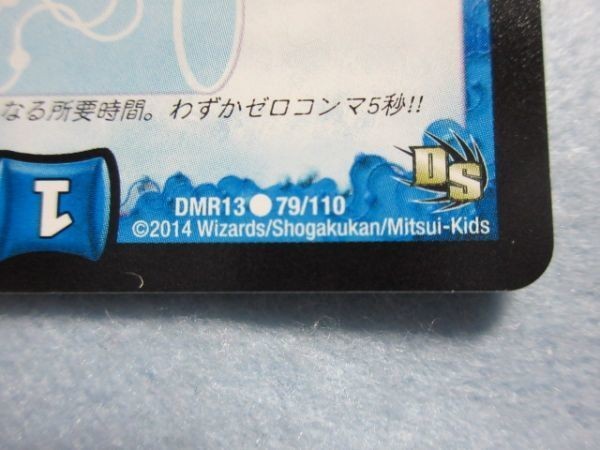 なる所要時間。わずかゼロコンマ5秒!!
DS
1
DMR13 ● 79/110
©2014 Wizards/Shogakukan/Mitsui-Kids